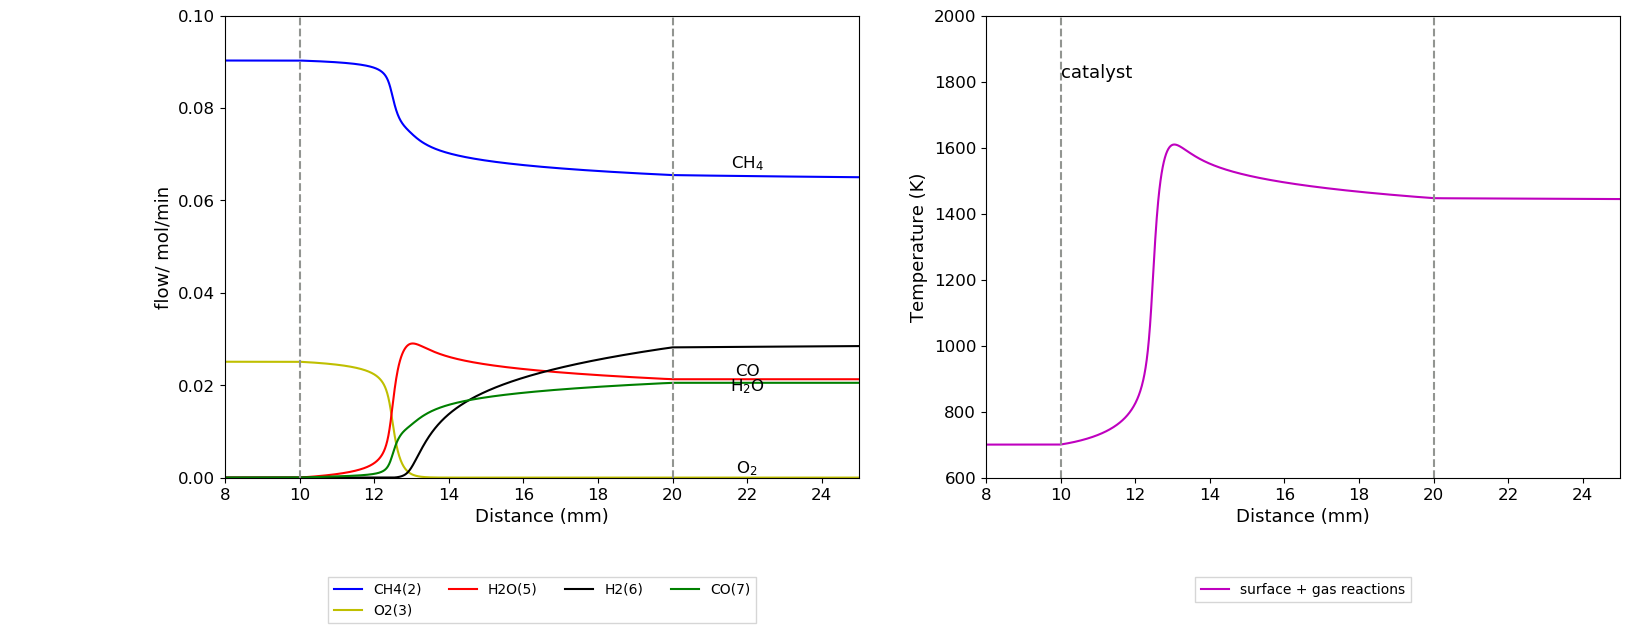 0.10
0.08
0.06
0.04
0.02
0.00
flow/ mol/min
CH₄
CO
H₂O
O₂
8 10 12 14 16 18 20 22 24
Distance (mm)
CH4(2) H2O(5) H2(6) CO(7)
O2(3)
2000
1800
1600
1400
1200
1000
800
600
Temperature (K)
catalyst
8 10 12 14 16 18 20 22 24
Distance (mm)
surface + gas reactions